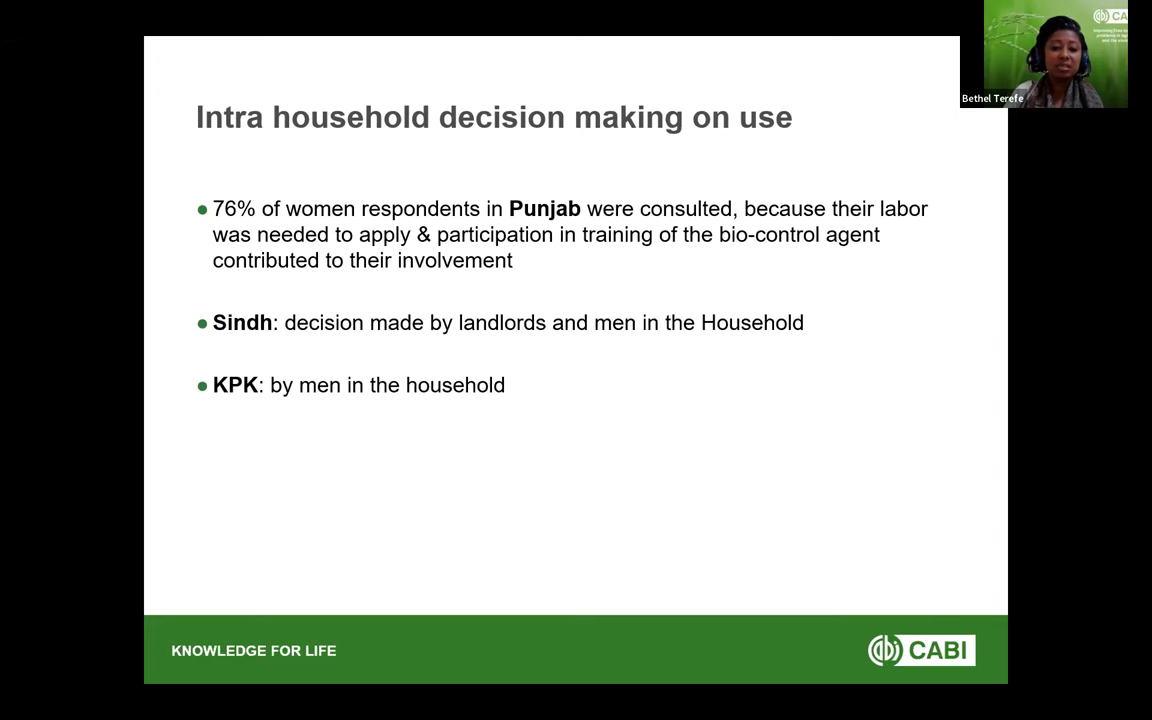 Bethel Terefe
Intra household decision making on use
● 76% of women respondents in Punjab were consulted, because their labor
was needed to apply & participation in training of the bio-control agent
contributed to their involvement
● Sindh: decision made by landlords and men in the Household
● KPK: by men in the household
KNOWLEDGE FOR LIFE
CABI